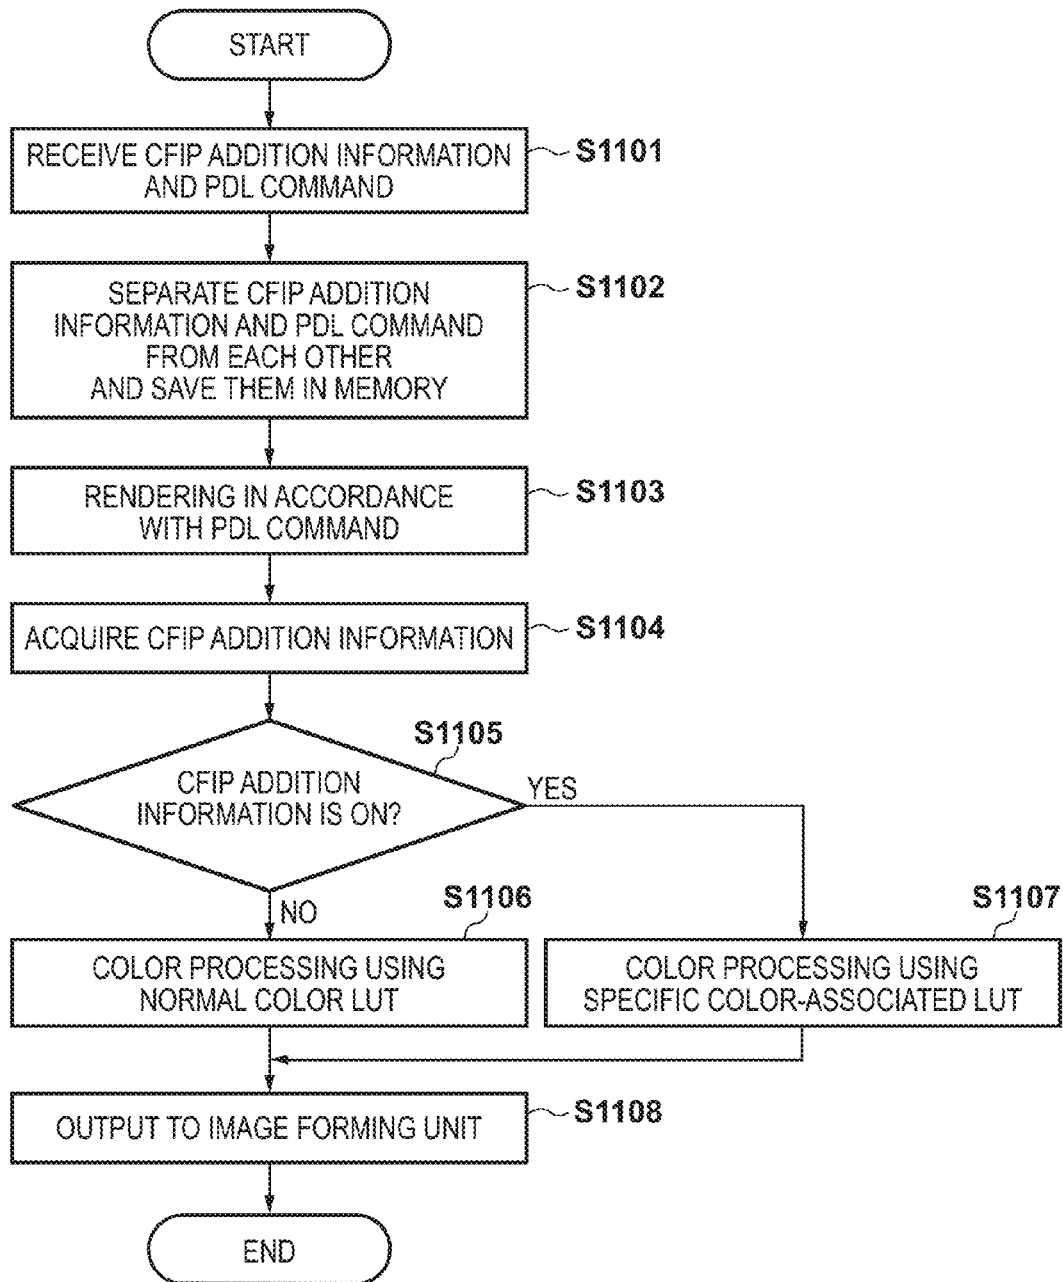 START
RECEIVE CFIP ADDITION INFORMATION
AND PDL COMMAND
S1101
SEPARATE CFIP ADDITION
INFORMATION AND PDL COMMAND
FROM EACH OTHER
AND SAVE THEM IN MEMORY
S1102
RENDERING IN ACCORDANCE
WITH PDL COMMAND
S1103
ACQUIRE CFIP ADDITION INFORMATION
S1104
S1105
CFIP ADDITION
INFORMATION IS ON?
YES
NO
S1106
S1107
COLOR PROCESSING USING
NORMAL COLOR LUT
COLOR PROCESSING USING
SPECIFIC COLOR-ASSOCIATED LUT
OUTPUT TO IMAGE FORMING UNIT
S1108
END